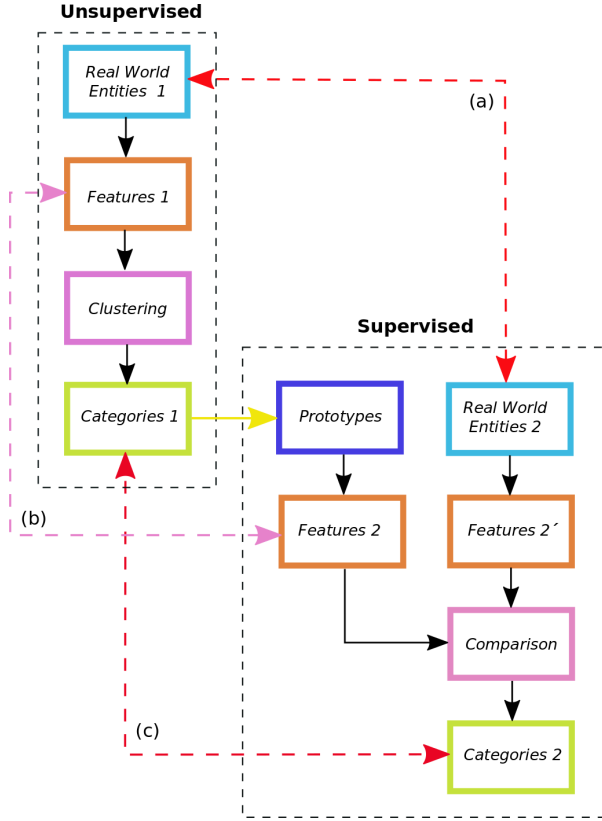 Unsupervised
Real World
Entities 1
(a)
Features 1
Clustering
Supervised
Categories 1
Prototypes
Real World
Entities 2
(b)
Features 2
Features 2´
Comparison
(c)
Categories 2